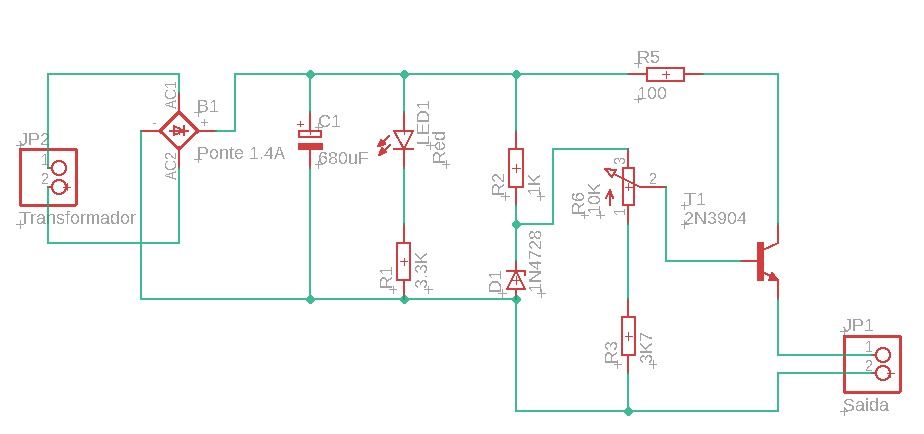 R5
100
AC1
B1
-
+
Ponte 1.4A
AC2
JP2
1
2
Transformador
+
C1
680uF
LED1
Red
R1
3.3K
R2
1K
D1
1N4728
R6
10K
3
2
1
T1
2N3904
R3
3K7
JP1
1
2
Saida